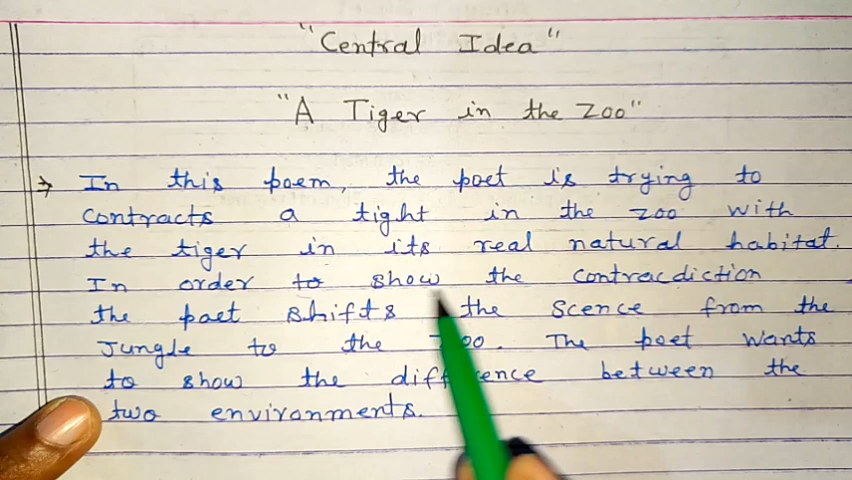 "Central Idea"
"A Tiger in the Zoo"
→ In this poem, the poet is trying to
contracts a tight in the zoo with
the tiger in its real natural habitat.
In order to show the contracdiction
the paet shifts the scence from the
Jungle to the Zoo. The poet wants
to show the difference between the
two environments.